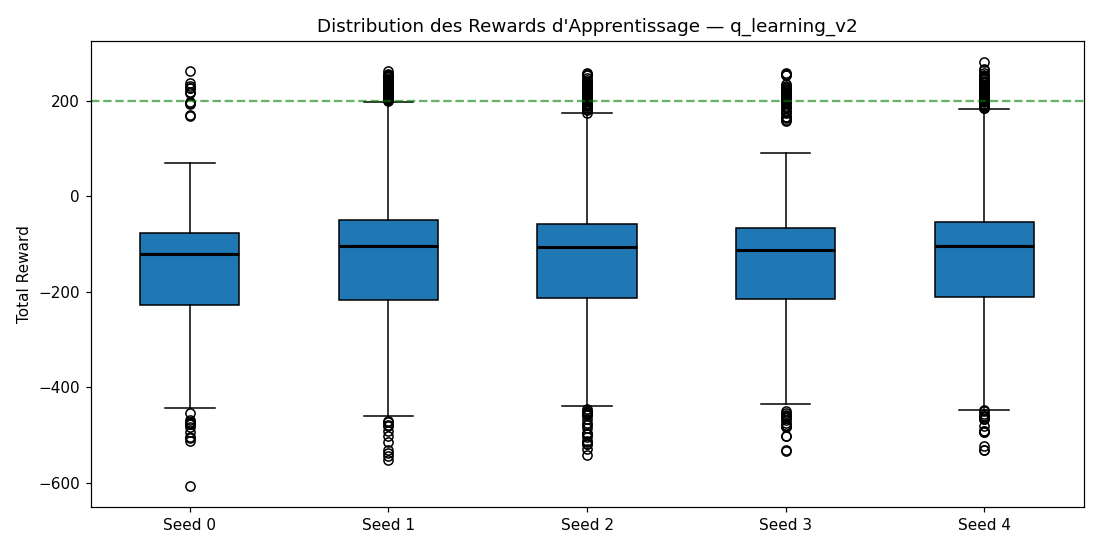 Distribution des Rewards d'Apprentissage — q_learning_v2
Total Reward
200
0
−200
−400
−600
Seed 0
Seed 1
Seed 2
Seed 3
Seed 4